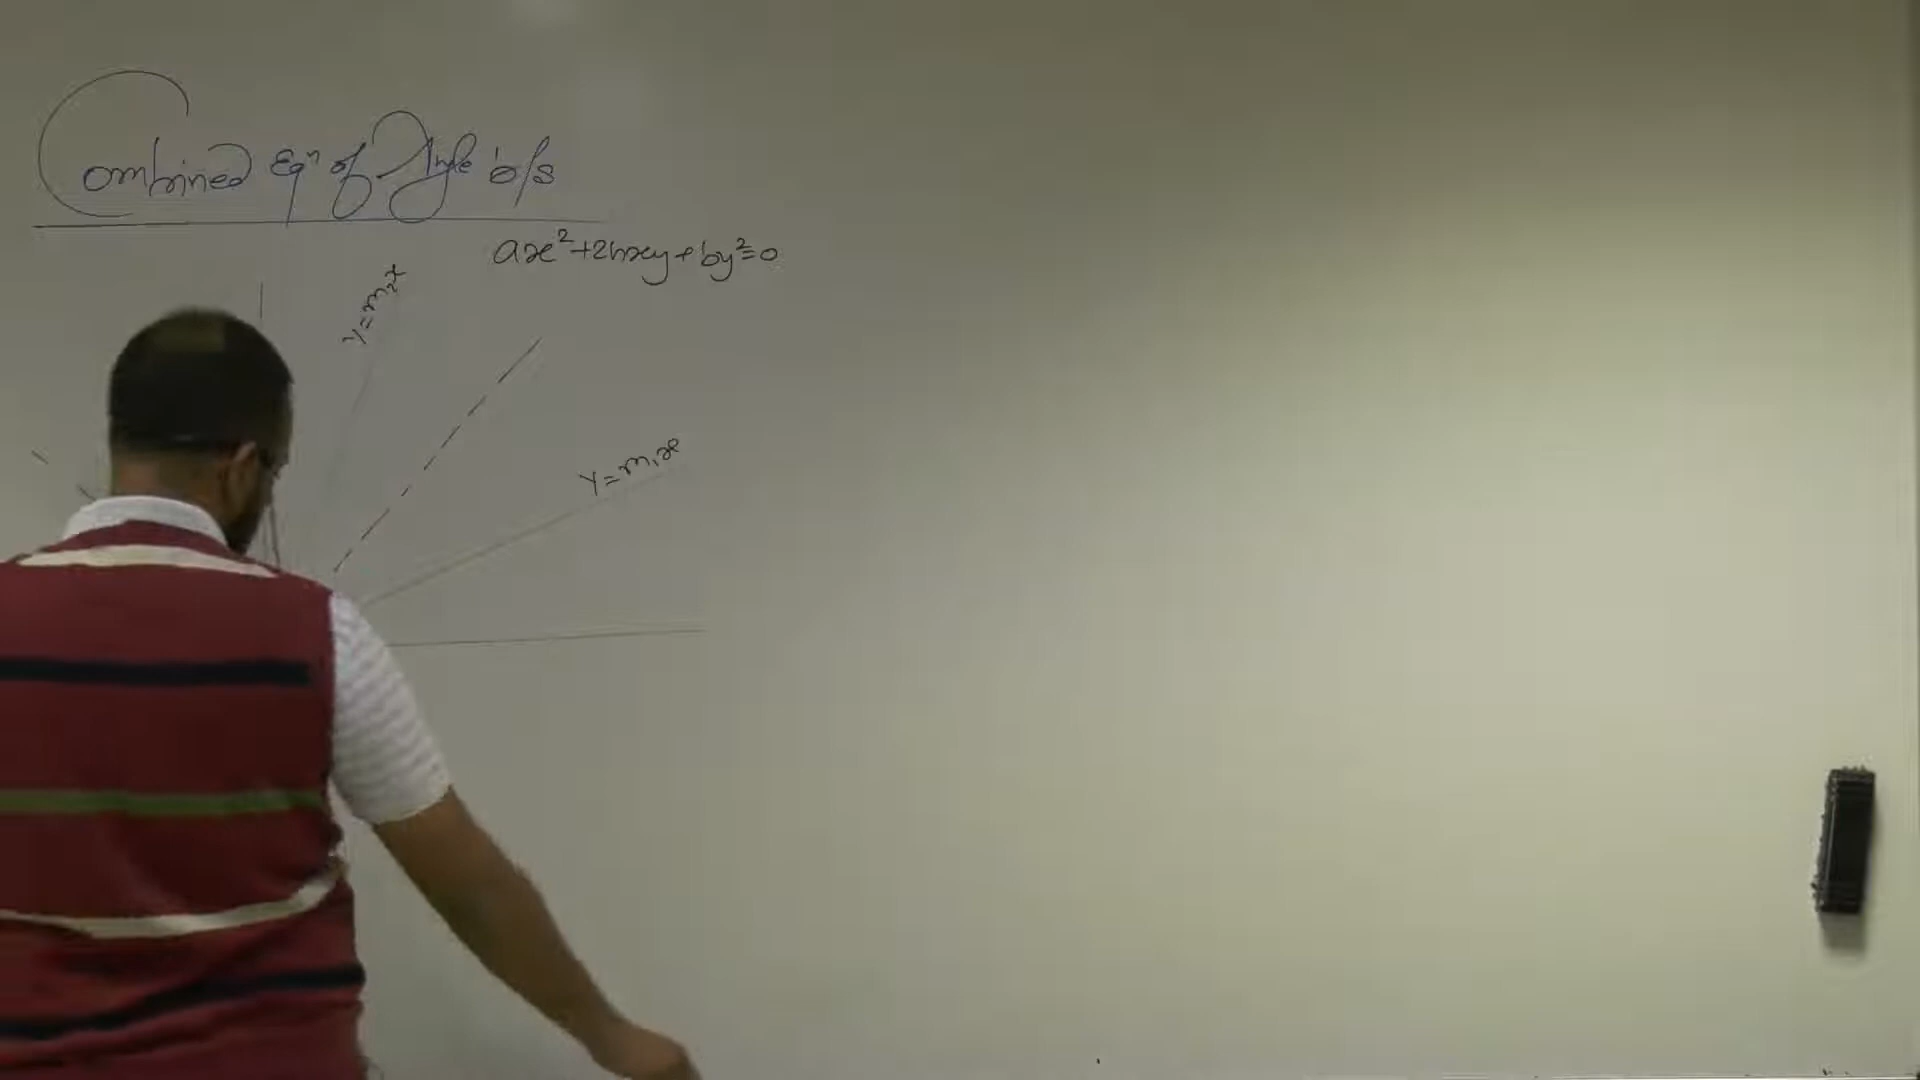 Combined Eqⁿ of Angle b/s
ax²+2hxy+by²=0
y=m₂x
y=m₁x